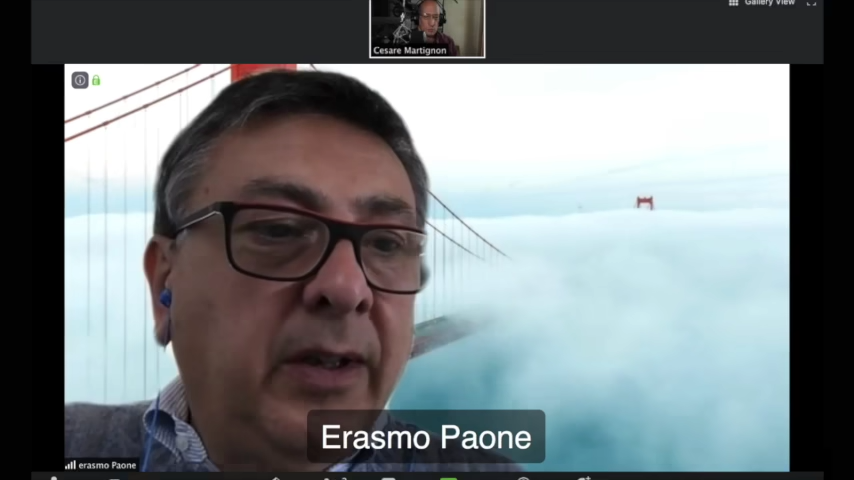 Gallery View
Cesare Martignon
Erasmo Paone
erasmo Paone